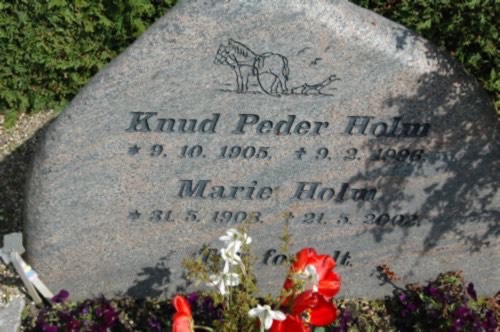 Knud Peder Holm
* 9. 10. 1905. + 9. 2. 1996.
Marie Holm
* 31. 5. 1903. + 21. 5. 2002.